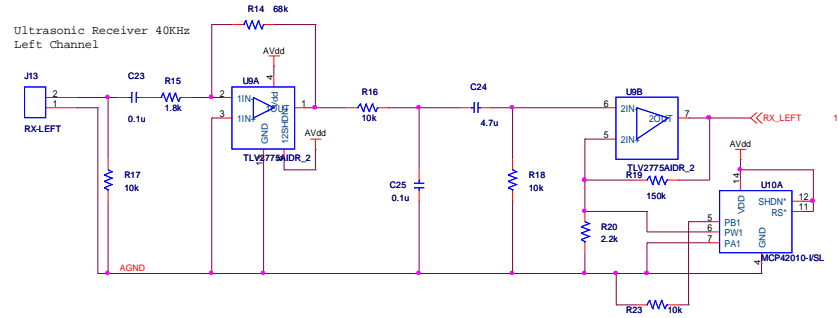 Ultrasonic Receiver 40KHz
Left Channel
R14 68k
AVdd
J13
2
1
RX-LEFT
C23
0.1u
R15
1.8k
U9A
2
3
1IN-
1IN+
4
Vdd
1OUT
1
GND
12SHDN
AVdd
TLV2775AIDR_2
R17
10k
R16
10k
C25
0.1u
C24
4.7u
R18
10k
U9B
6
5
2IN-
2IN+
2OUT
7
TLV2775AIDR_2
RX_LEFT
1
R19
150k
R20
2.2k
AVdd
14
U10A
VDD
SHDN*
12
RS*
11
5
PB1
6
PW1
7
PA1
GND
4
MCP42010-I/SL
AGND
R23
10k